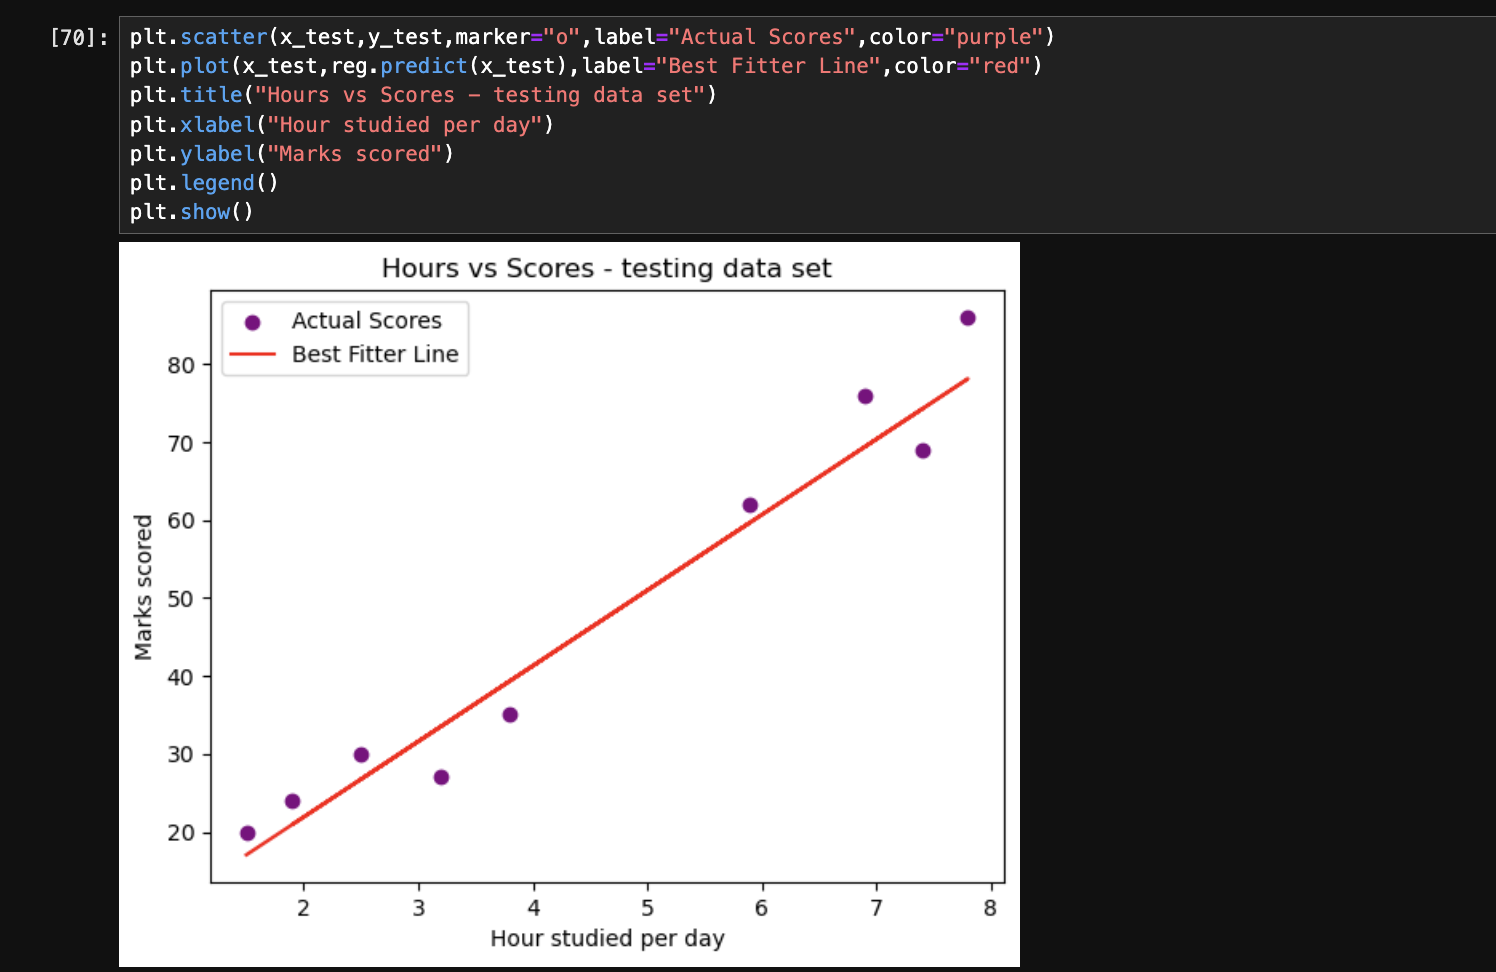 [70]:
plt.scatter(x_test,y_test,marker="o",label="Actual Scores",color="purple")
plt.plot(x_test,reg.predict(x_test),label="Best Fitter Line",color="red")
plt.title("Hours vs Scores – testing data set")
plt.xlabel("Hour studied per day")
plt.ylabel("Marks scored")
plt.legend()
plt.show()
Hours vs Scores - testing data set
Actual Scores
Best Fitter Line
80
70
60
50
40
30
20
Marks scored
2 3 4 5 6 7 8
Hour studied per day